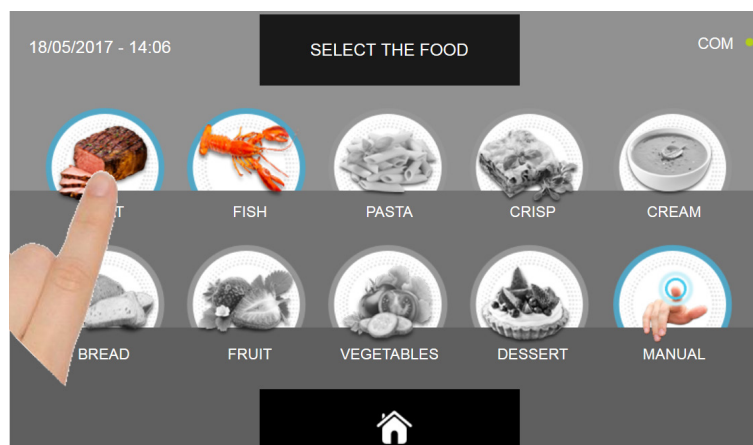 18/05/2017 - 14:06
SELECT THE FOOD
COM
FISH
PASTA
CRISP
CREAM
BREAD
FRUIT
VEGETABLES
DESSERT
MANUAL